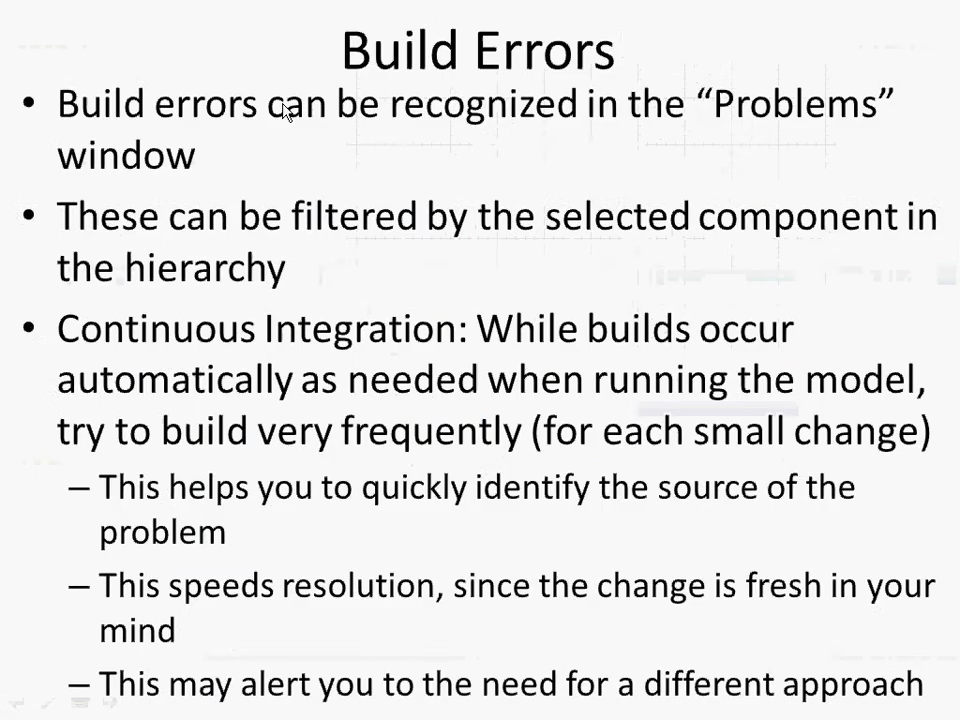 Build Errors
• Build errors can be recognized in the “Problems”
window
• These can be filtered by the selected component in
the hierarchy
• Continuous Integration: While builds occur
automatically as needed when running the model,
try to build very frequently (for each small change)
– This helps you to quickly identify the source of the
problem
– This speeds resolution, since the change is fresh in your
mind
– This may alert you to the need for a different approach